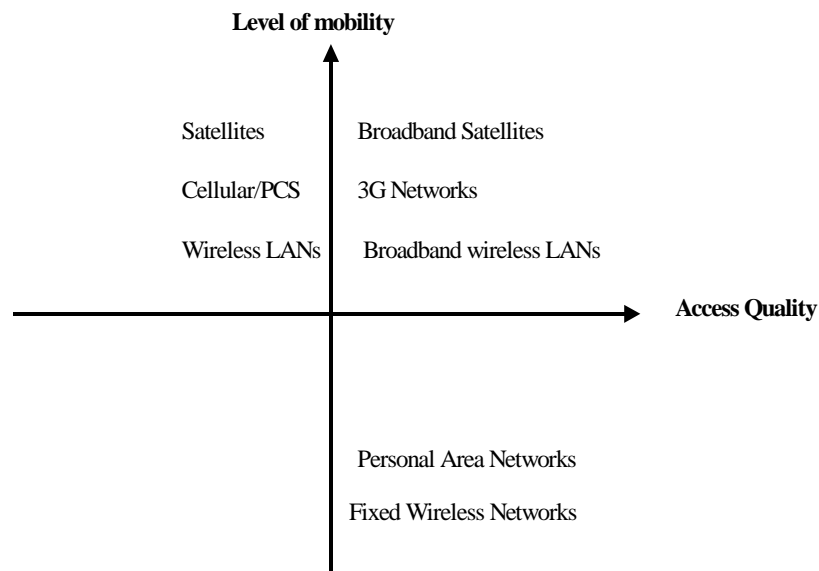 Level of mobility
Satellites Broadband Satellites
Cellular/PCS 3G Networks
Wireless LANs Broadband wireless LANs
Access Quality
Personal Area Networks
Fixed Wireless Networks